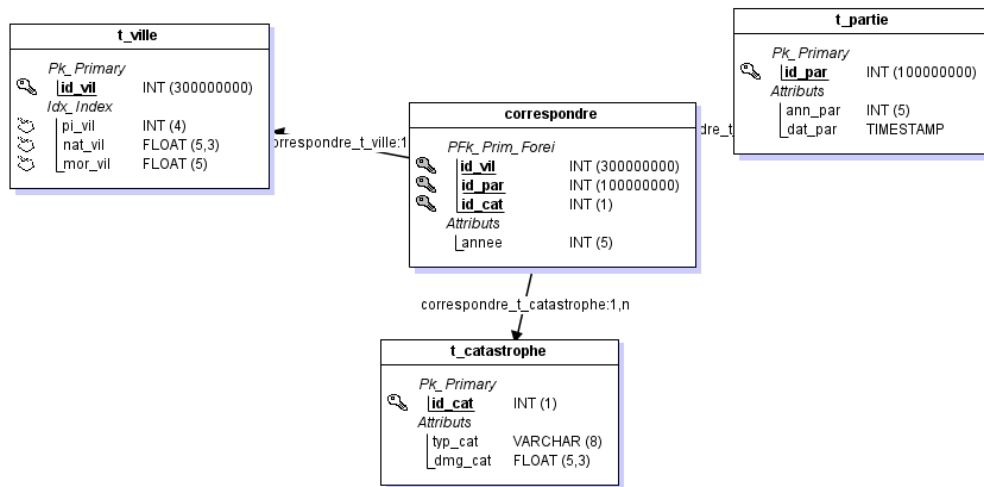 t_ville
Pk_Primary
id_vil INT (300000000)
Idx_Index
pi_vil INT (4)
nat_vil FLOAT (5,3)
mor_vil FLOAT (5)
t_partie
Pk_Primary
id_par INT (100000000)
Attributs
ann_par INT (5)
dat_par TIMESTAMP
correspondre
PFk_Prim_Forei
id_vil INT (300000000)
id_par INT (100000000)
id_cat INT (1)
Attributs
annee INT (5)
orrespondre_t_ville:1
dre_t
correspondre_t_catastrophe:1,n
t_catastrophe
Pk_Primary
id_cat INT (1)
Attributs
typ_cat VARCHAR (8)
dmg_cat FLOAT (5,3)